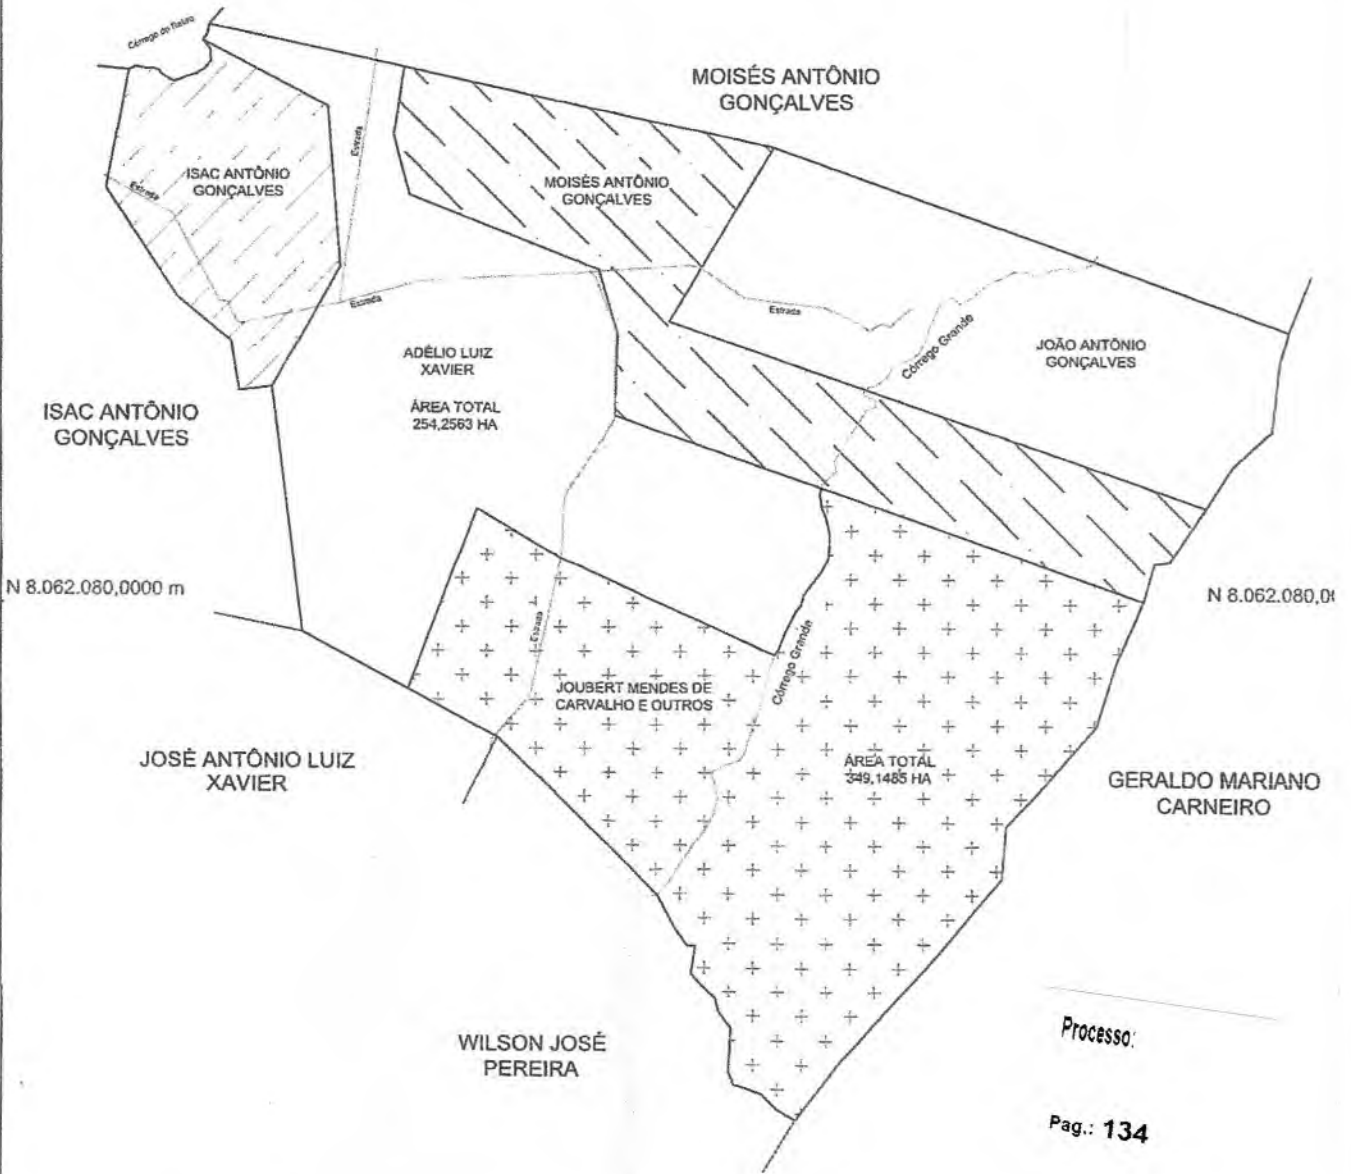 Córrego do
MOISÉS ANTÔNIO
GONÇALVES
Estrada
ISAC ANTÔNIO
GONÇALVES
Estrada
MOISÉS ANTÔNIO
GONÇALVES
Estrada
Estrada
Córrego Grande
JOÃO ANTÔNIO
GONÇALVES
ADÉLIO LUIZ
XAVIER
ÁREA TOTAL
254,2563 HA
ISAC ANTÔNIO
GONÇALVES
N 8.062.080,0000 m
N 8.062.080,0
Estrada
Córrego Grande
JOUBERT MENDES DE
CARVALHO E OUTROS
JOSÉ ANTÔNIO LUIZ
XAVIER
ÁREA TOTAL
349,1485 HA
GERALDO MARIANO
CARNEIRO
WILSON JOSÉ
PEREIRA
Processo:
Pag.: 134